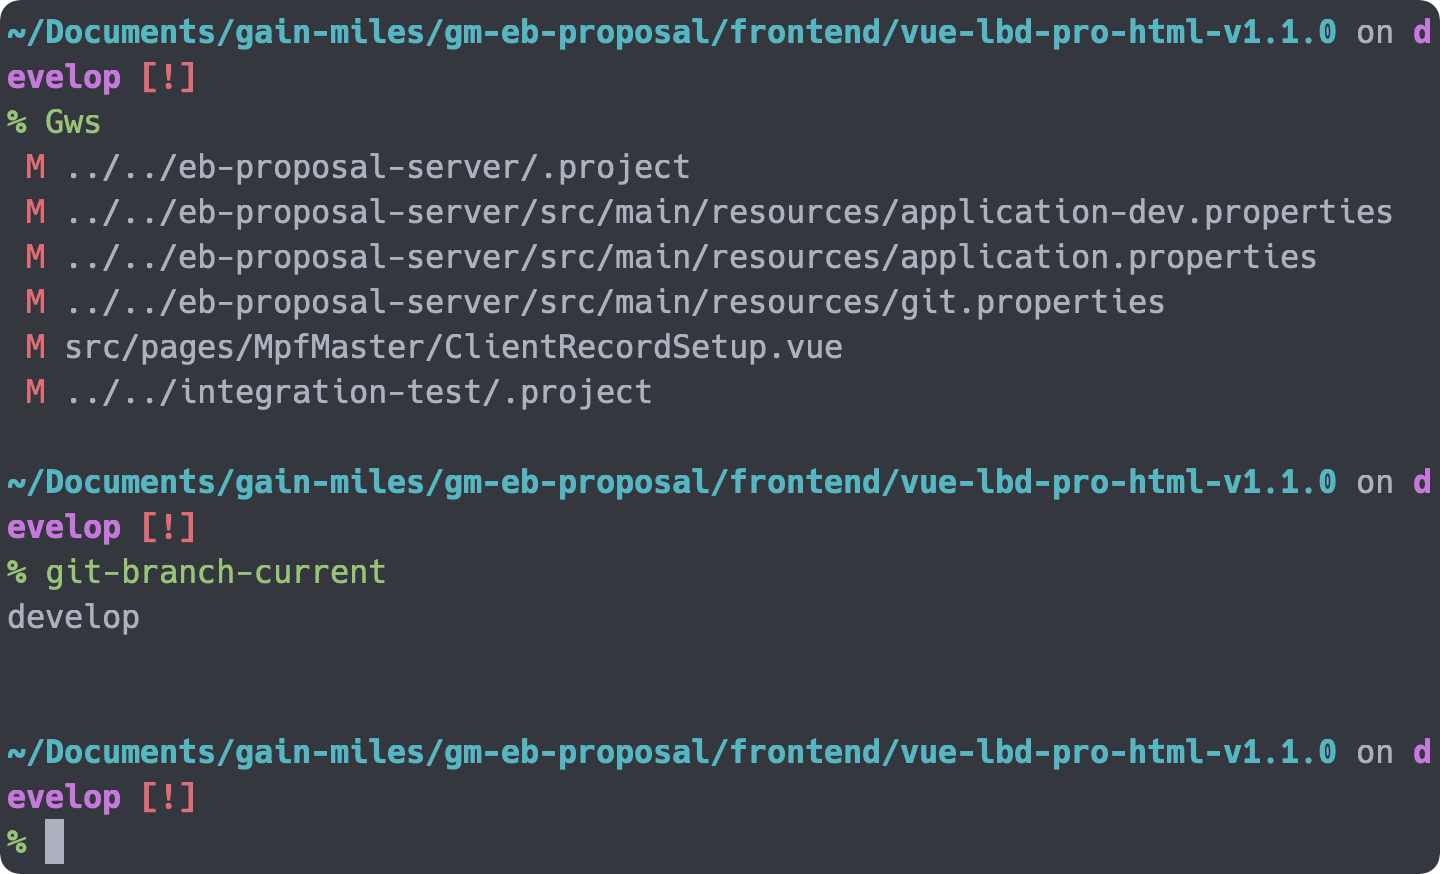 ~/Documents/gain-miles/gm-eb-proposal/frontend/vue-lbd-pro-html-v1.1.0 on d
evelop [!]
% Gws
 M ../../eb-proposal-server/.project
 M ../../eb-proposal-server/src/main/resources/application-dev.properties
 M ../../eb-proposal-server/src/main/resources/application.properties
 M ../../eb-proposal-server/src/main/resources/git.properties
 M src/pages/MpfMaster/ClientRecordSetup.vue
 M ../../integration-test/.project
~/Documents/gain-miles/gm-eb-proposal/frontend/vue-lbd-pro-html-v1.1.0 on d
evelop [!]
% git-branch-current
develop
~/Documents/gain-miles/gm-eb-proposal/frontend/vue-lbd-pro-html-v1.1.0 on d
evelop [!]
%